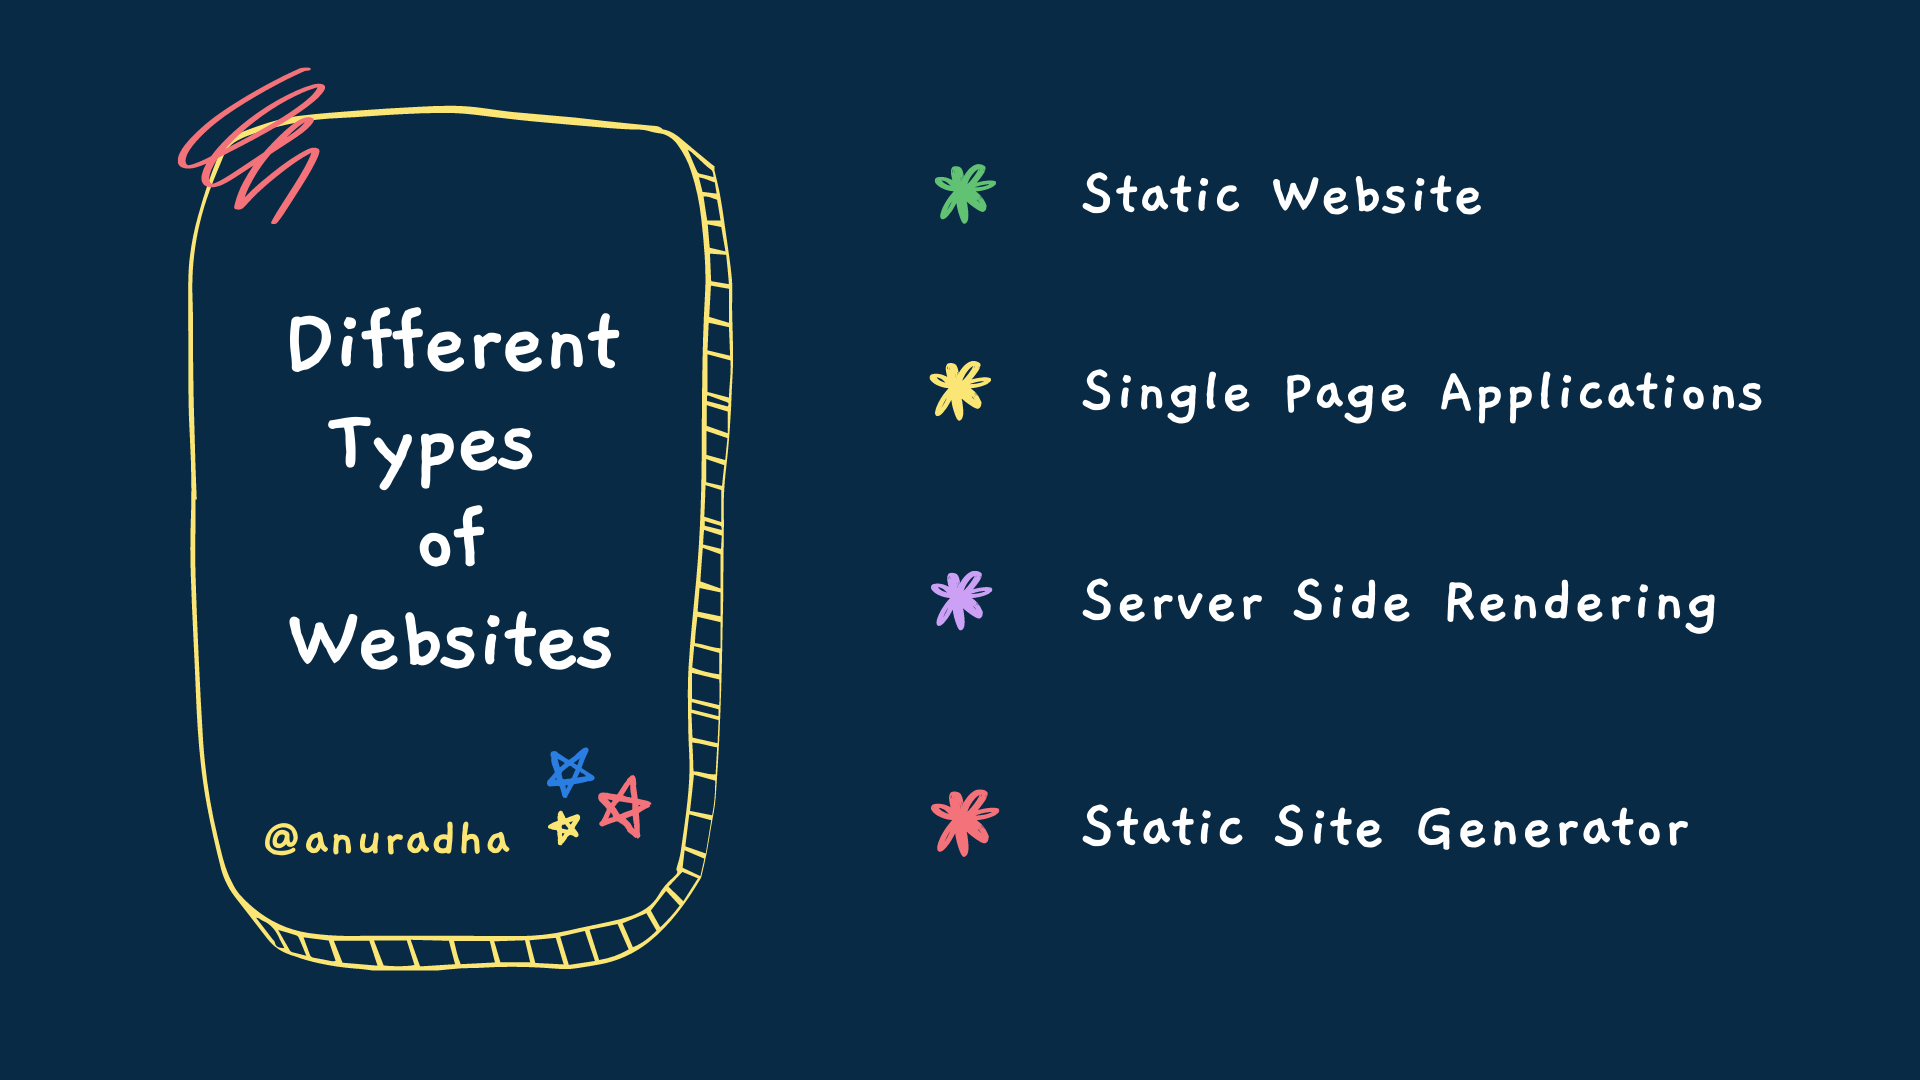 Different
Types
of
Websites
@anuradha
Static Website
Single Page Applications
Server Side Rendering
Static Site Generator